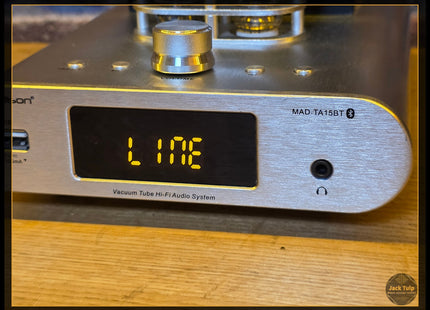 son®
MAD-TA15BT
LINE
Vacuum Tube Hi-Fi Audio System
Jack Tulp